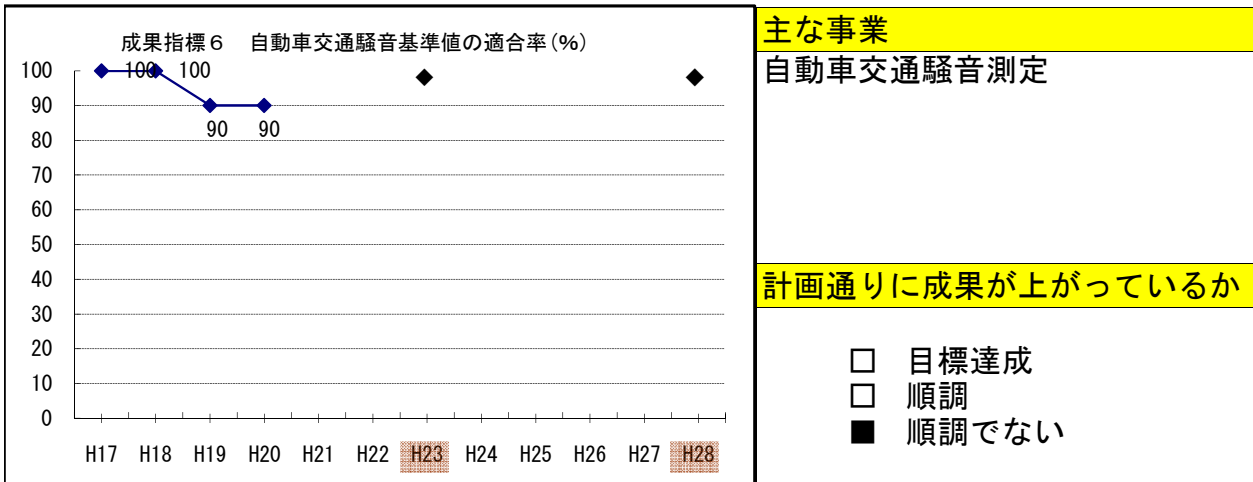 成果指標６　自動車交通騒音基準値の適合率(%)
100
90
80
70
60
50
40
30
20
10
0
100 100
90 90
H17 H18 H19 H20 H21 H22 H23 H24 H25 H26 H27 H28
主な事業
自動車交通騒音測定
計画通りに成果が上がっているか
□ 目標達成
□ 順調
■ 順調でない